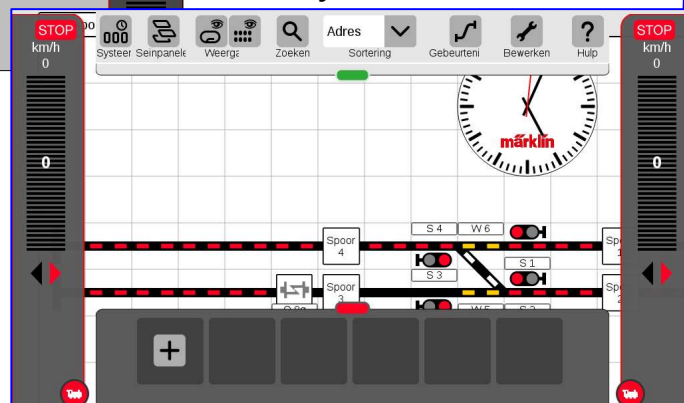 STOP
km/h
0
0
Systeem Seinpanele Weerga Zoeken
Adres
Sortering
Gebeurteni Bewerken Hulp
STOP
km/h
0
0
märklin
Spoor
4
S 4 W 6
S 3
S 1
Spoor
3